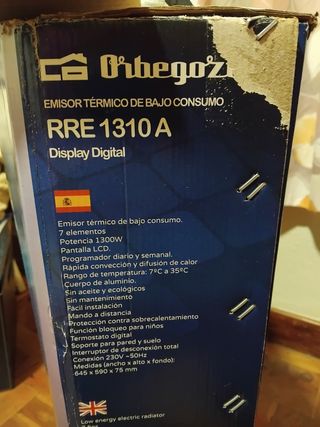 Orbegoz
EMISOR TÉRMICO DE BAJO CONSUMO
RRE 1310 A
Display Digital
Emisor térmico de bajo consumo.
7 elementos
Potencia 1300W
Pantalla LCD.
Programador diario y semanal.
Rápida convección y difusión de calor
Rango de temperatura: 7ºC a 35ºC
Cuerpo de aluminio.
Sin aceite y ecológicos
Sin mantenimiento
Fácil instalación
Mando a distancia
Protección contra sobrecalentamiento
Función bloqueo para niños
Termostato digital
Soporte para pared y suelo
Interruptor de desconexión total
Conexión 230V ~50Hz
Medidas (ancho x alto x fondo):
645 x 590 x 75 mm
Low energy electric radiator